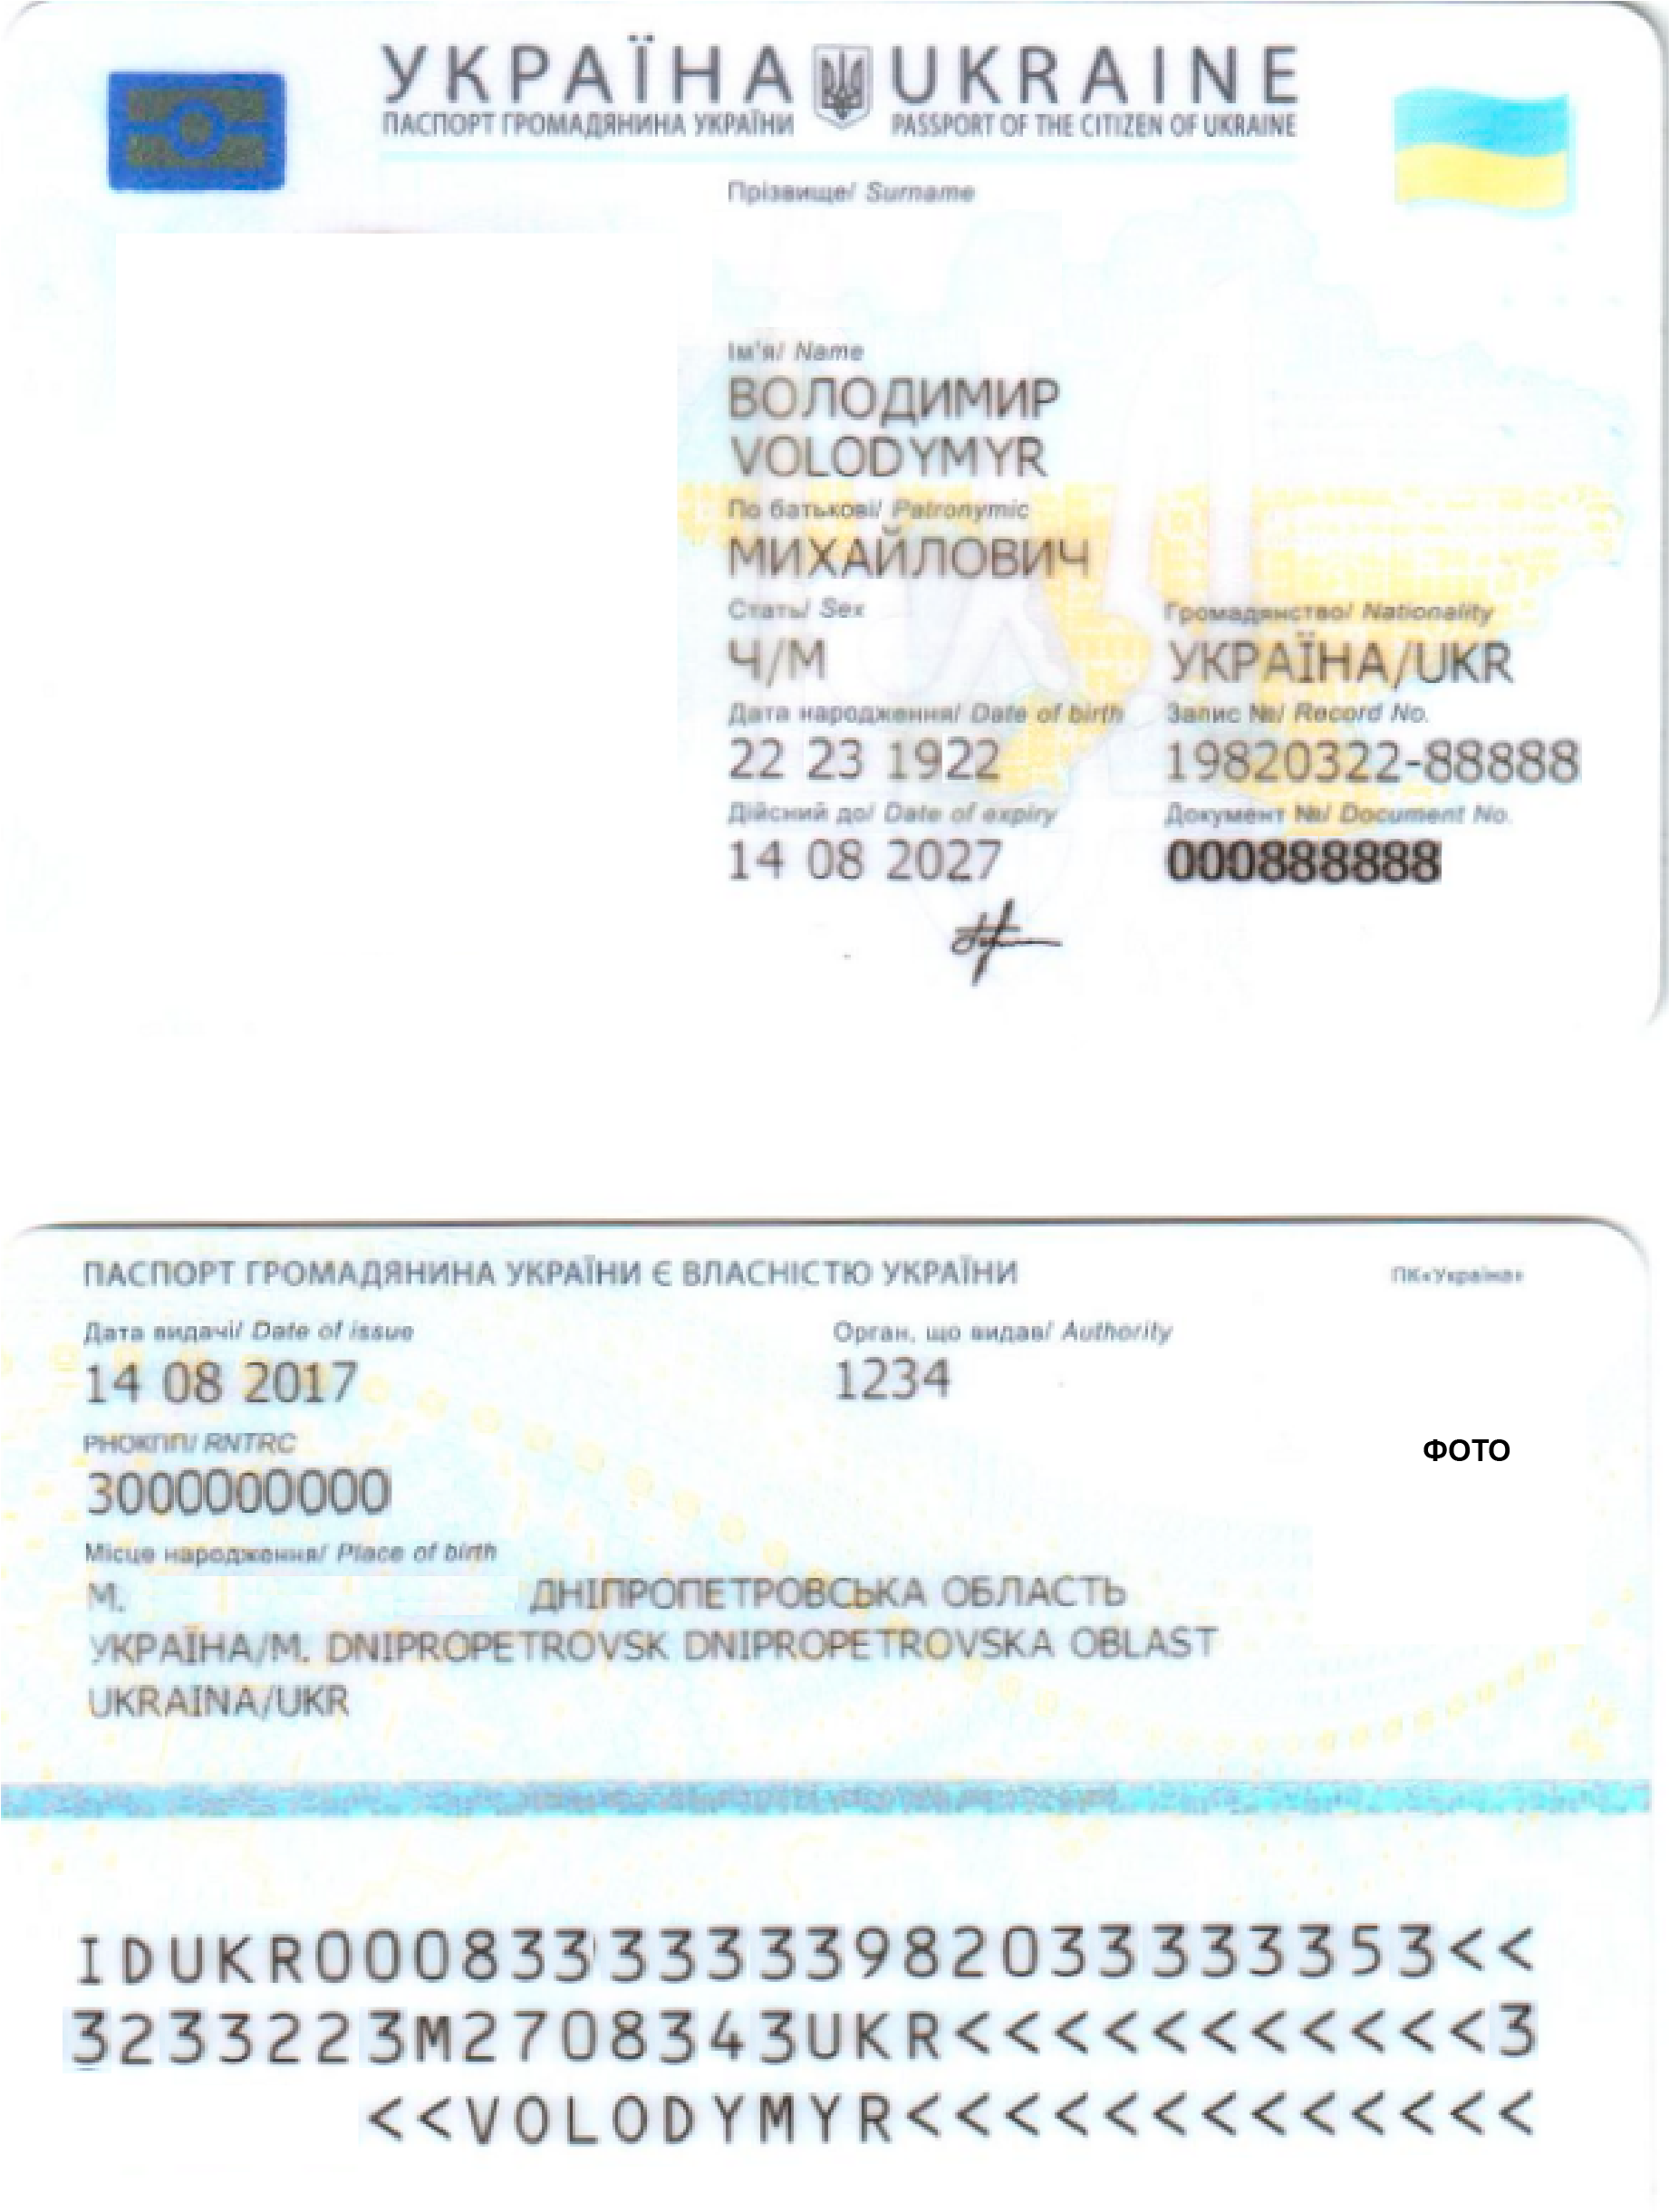 УКРАЇНА UKRAINE
ПАСПОРТ ГРОМАДЯНИНА УКРАЇНИ PASSPORT OF THE CITIZEN OF UKRAINE
Прізвище/ Surname
Ім'я/ Name
ВОЛОДИМИР
VOLODYMYR
По батькові/ Patronymic
МИХАЙЛОВИЧ
Стать/ Sex Громадянство/ Nationality
Ч/М УКРАЇНА/UKR
Дата народження/ Date of birth Запис №/ Record No.
22 23 1922 19820322-88888
Дійсний до/ Date of expiry Документ №/ Document No.
14 08 2027 000888888
ПАСПОРТ ГРОМАДЯНИНА УКРАЇНИ Є ВЛАСНІСТЮ УКРАЇНИ ПК«Україна»
Дата видачі/ Date of issue Орган, що видав/ Authority
14 08 2017 1234
РНОКПП/ RNTRC
ФОТО
3000000000
Місце народження/ Place of birth
М. ДНІПРОПЕТРОВСЬКА ОБЛАСТЬ
УКРАЇНА/М. DNIPROPETROVSK DNIPROPETROVSKA OBLAST
UKRAINA/UKR
IDUKR000833333339820333333353<<
3233223M2708343UKR<<<<<<<<<<<3
<<VOLODYMYR<<<<<<<<<<<<<